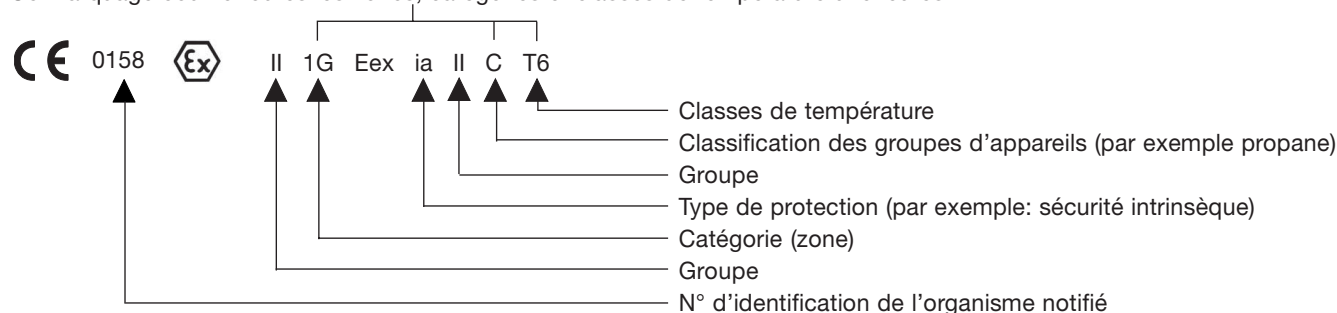 CE 0158 Ex II 1G Eex ia II C T6
Classes de température
Classification des groupes d'appareils (par exemple propane)
Groupe
Type de protection (par exemple: sécurité intrinsèque)
Catégorie (zone)
Groupe
N° d'identification de l'organisme notifié